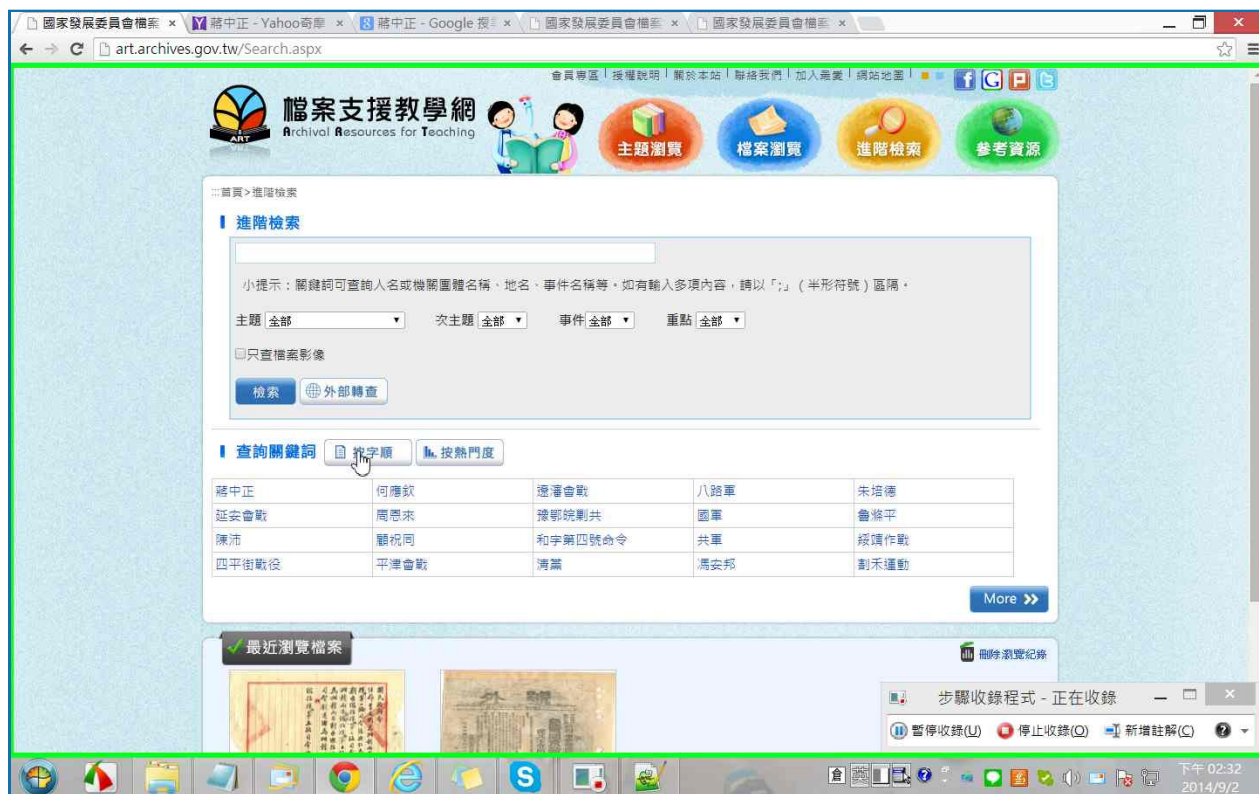 國家發展委員會檔案 蔣中正 - Yahoo奇摩 蔣中正 - Google 搜 國家發展委員會檔案 國家發展委員會檔案
art.archives.gov.tw/Search.aspx
會員專區 | 授權說明 | 關於本站 | 聯絡我們 | 加入最愛 | 網站地圖 |
檔案支援教學網
Archival Resources for Teaching
ART
主題瀏覽 檔案瀏覽 進階檢索 參考資源
:::首頁>進階檢索
進階檢索
小提示：關鍵詞可查詢人名或機關團體名稱、地名、事件名稱等。如有輸入多項內容，請以「;」(半形符號)區隔。
主題 全部 次主題 全部 事件 全部 重點 全部
只查檔案影像
檢索 外部轉查
查詢關鍵詞 按字順 按熱門度
蔣中正 何應欽 遼瀋會戰 八路軍 朱培德
延安會戰 周恩來 豫鄂皖剿共 國軍 魯滌平
陳沛 顧祝同 和字第四號命令 共軍 綏靖作戰
四平街戰役 平津會戰 清黨 馮安邦 割禾運動
More
最近瀏覽檔案 刪除瀏覽紀錄
步驟收錄程式 - 正在收錄
暫停收錄(U) 停止收錄(O) 新增註解(C)
下午 02:32
2014/9/2